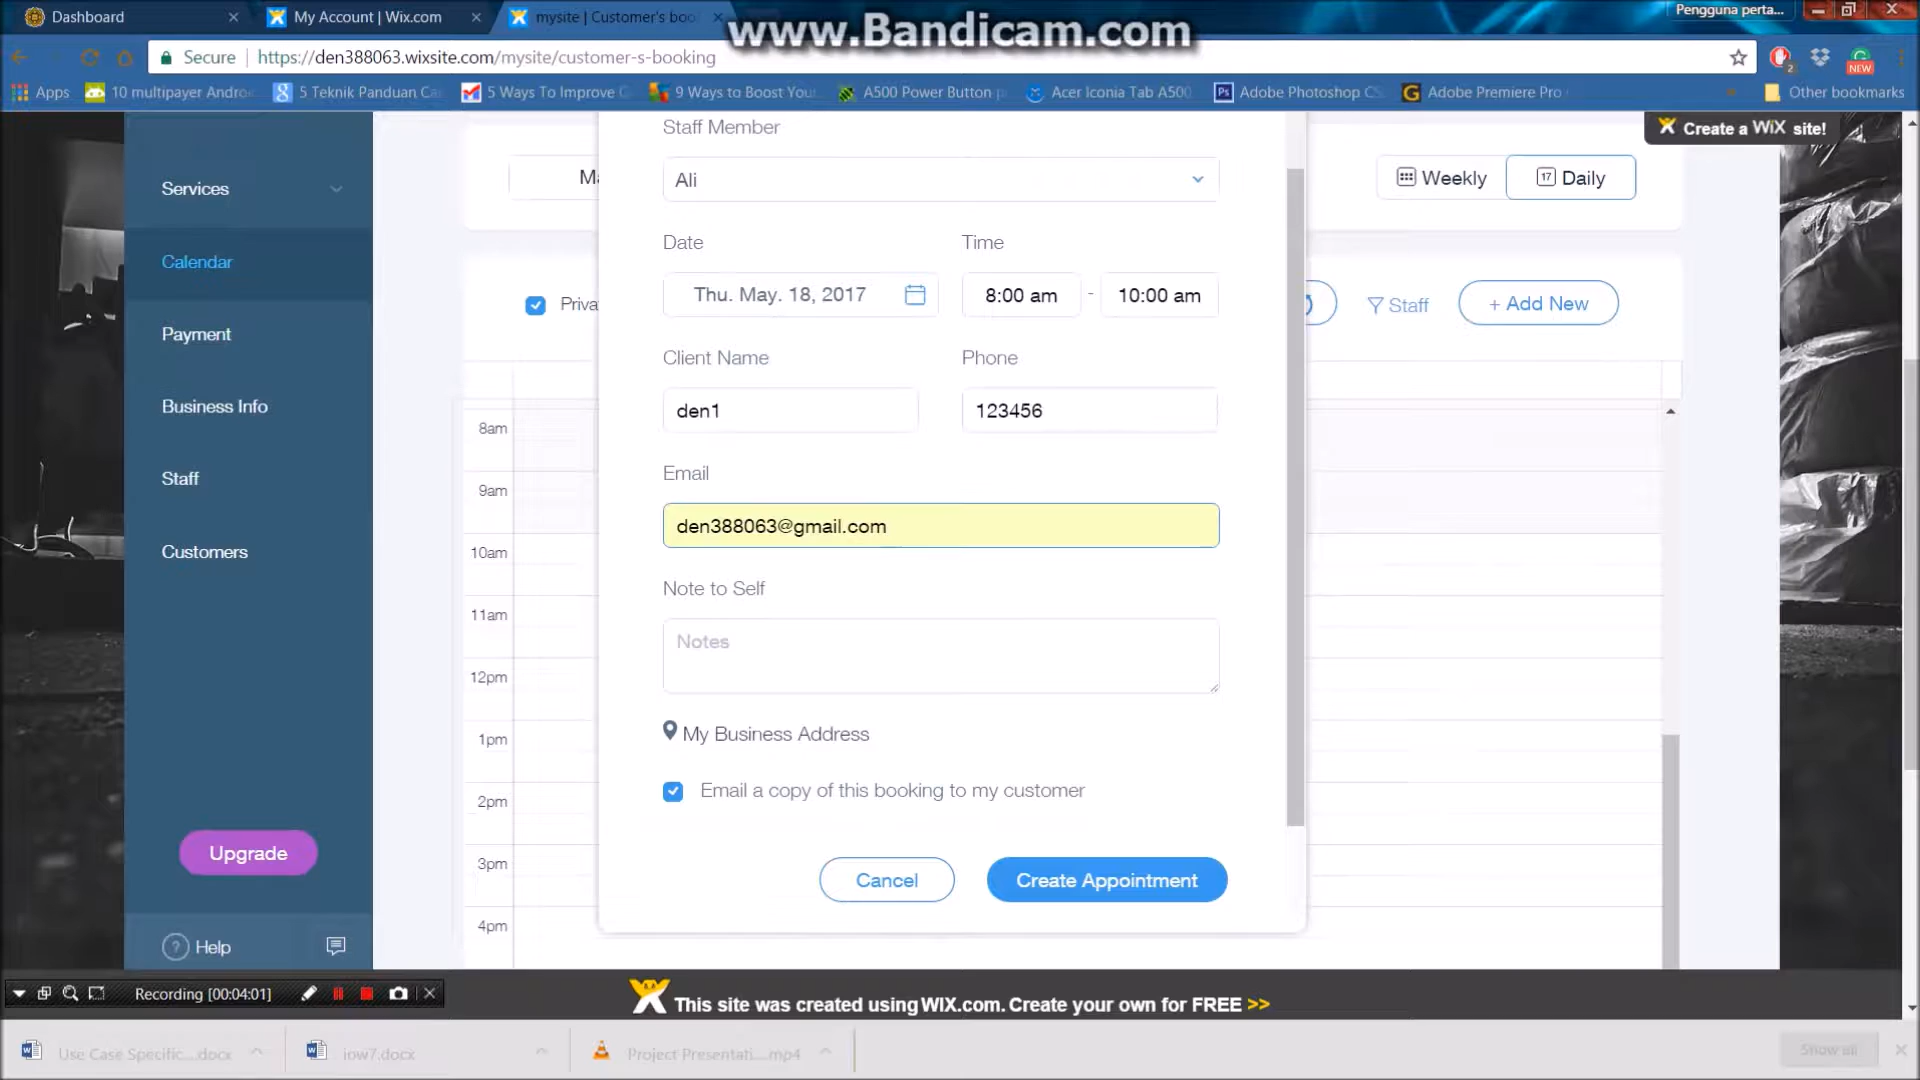 Dashboard
My Account | Wix.com
mysite | Customer's boo
www.Bandicam.com
Pengguna perta...
Secure
https://den388063.wixsite.com/mysite/customer-s-booking
2
NEW
Apps
10 multipayer Andro
5 Teknik Panduan Ca
5 Ways To Improve
9 Ways to Boost You
A500 Power Button
Acer Iconia Tab A500
Ps
Adobe Photoshop CS
Adobe Premiere Pro
Other bookmarks
Create a WiX site!
Staff Member
Services
Ma
Ali
Weekly
17 Daily
Date
Time
Calendar
Thu. May. 18, 2017
8:00 am - 10:00 am
Priva
Staff
+ Add New
Payment
Client Name
Phone
Business Info
den1
123456
8am
Email
Staff
9am
den388063@gmail.com
Customers
10am
Note to Self
11am
Notes
12pm
My Business Address
1pm
Email a copy of this booking to my customer
2pm
Upgrade
3pm
Cancel
Create Appointment
4pm
? Help
Recording [00:04:01]
This site was created using WIX.com. Create your own for FREE >>
Use Case Specific....docx
iow7.docx
Project Presentati....mp4
Show all